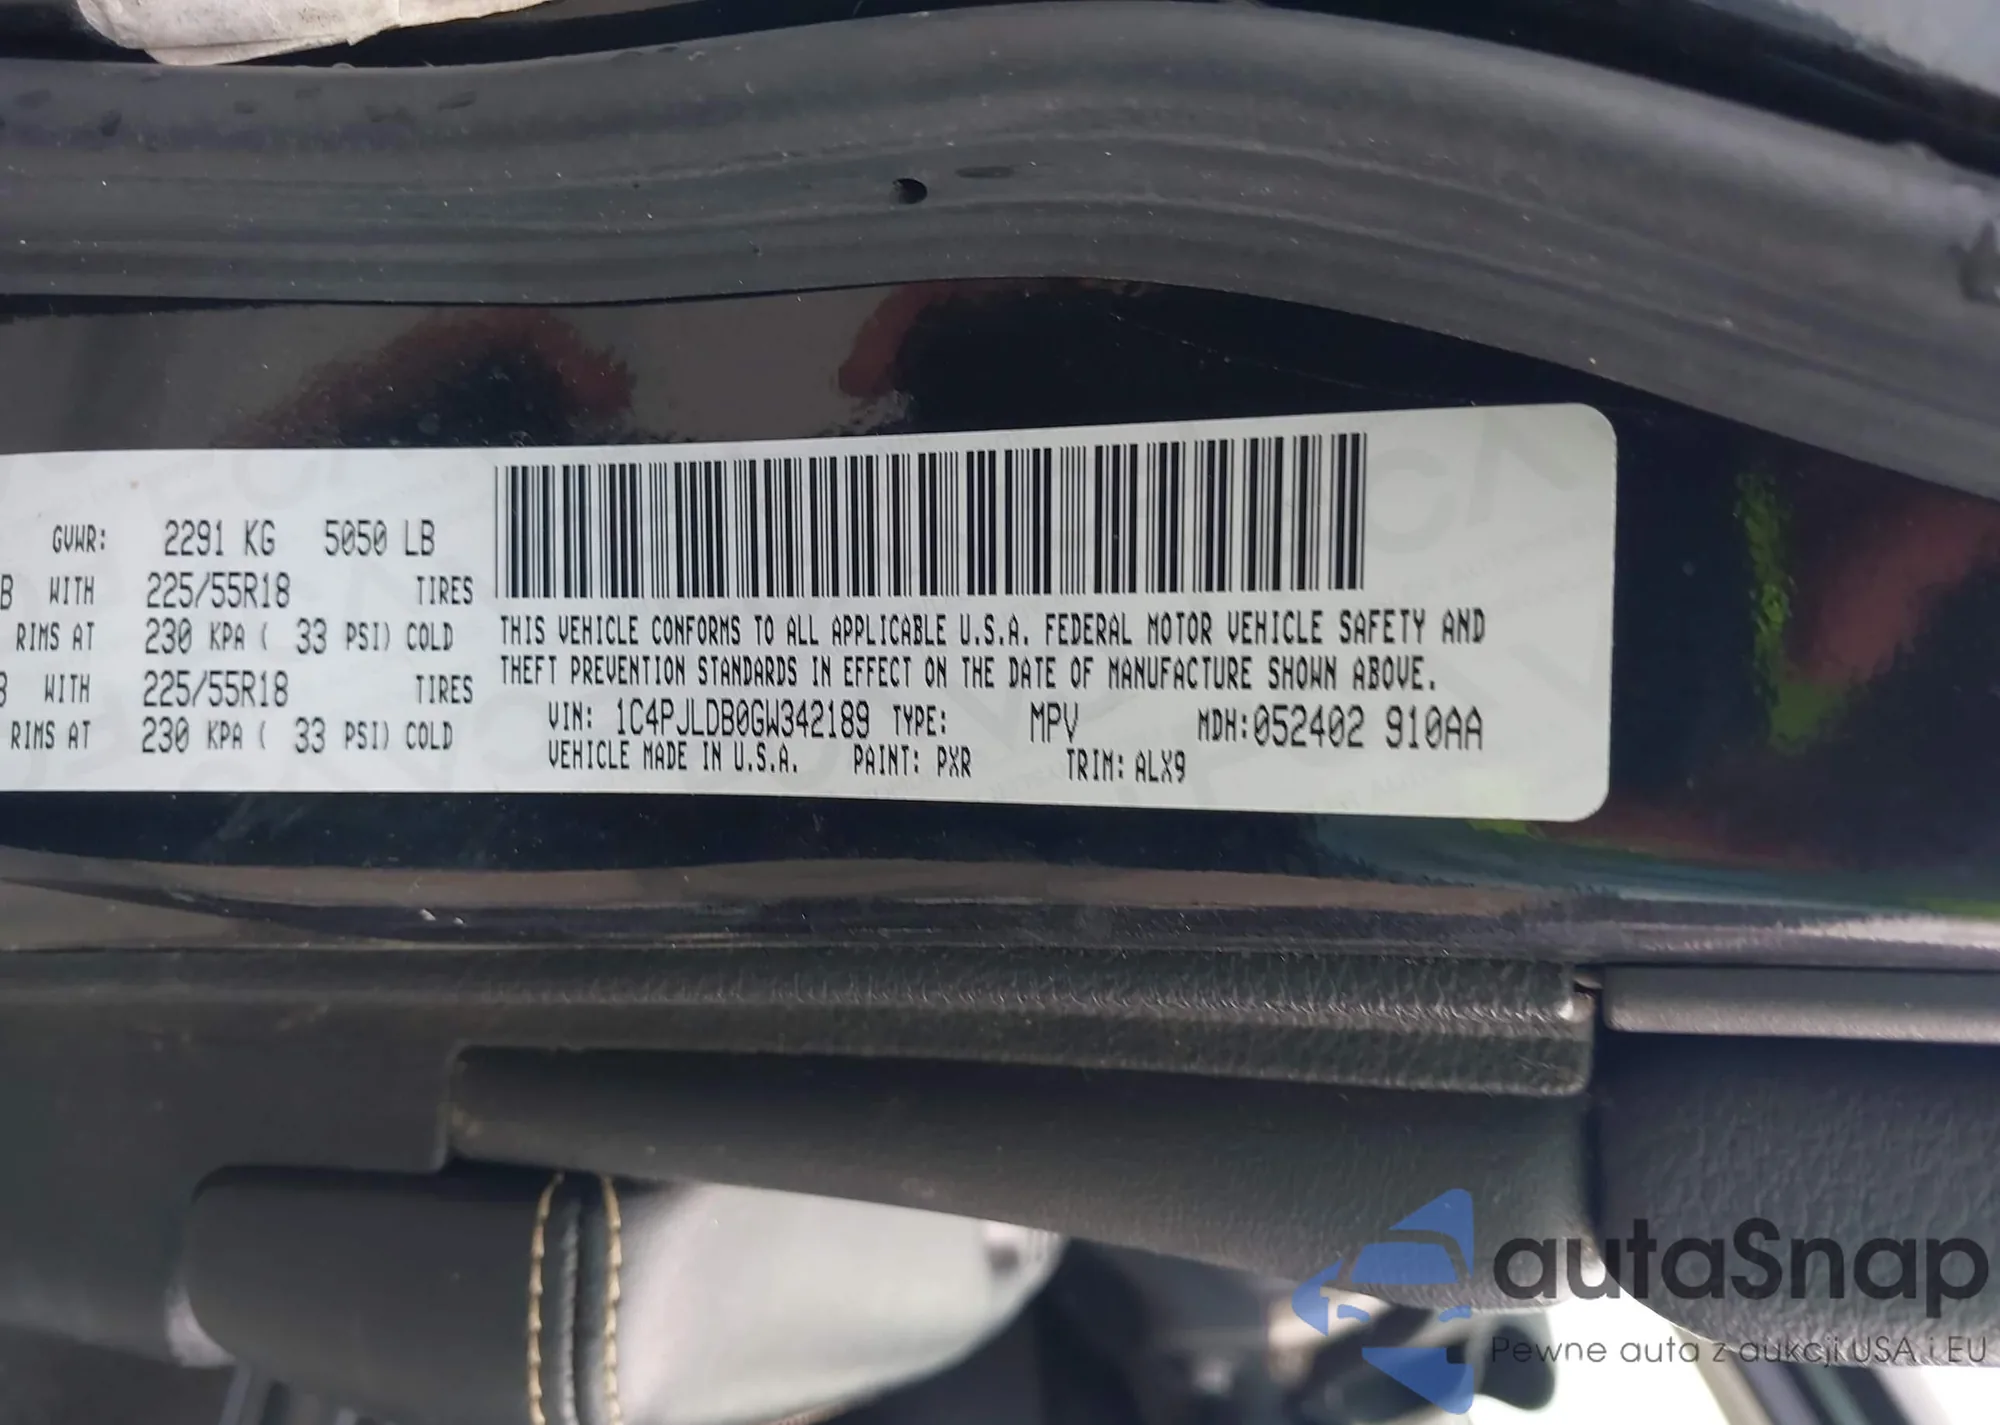 GVWR: 2291 KG 5050 LB
B WITH 225/55R18 TIRES
RIMS AT 230 KPA ( 33 PSI) COLD
B WITH 225/55R18 TIRES
RIMS AT 230 KPA ( 33 PSI) COLD
THIS VEHICLE CONFORMS TO ALL APPLICABLE U.S.A. FEDERAL MOTOR VEHICLE SAFETY AND
THEFT PREVENTION STANDARDS IN EFFECT ON THE DATE OF MANUFACTURE SHOWN ABOVE.
VIN: 1C4PJLDB0GW342189 TYPE: MPV MDH:052402 910AA
VEHICLE MADE IN U.S.A. PAINT: PXR TRIM: ALX9
autaSnap
Pewne auta z aukcji USA i EU